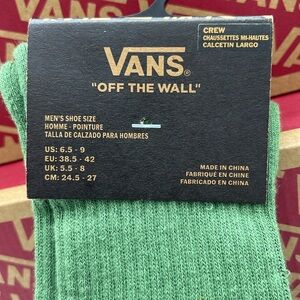 CREW
CHAUSSETTES MI-HAUTES
CALCETIN LARGO
VANS
"OFF THE WALL"
MEN'S SHOE SIZE
HOMME - POINTURE
TALLA DE CALZADO PARA HOMBRES
US: 6.5 - 9
EU: 38.5 - 42
UK: 5.5 - 8
CM: 24.5 - 27
MADE IN CHINA
FABRIQUÉ EN CHINE
FABRICADO EN CHINA